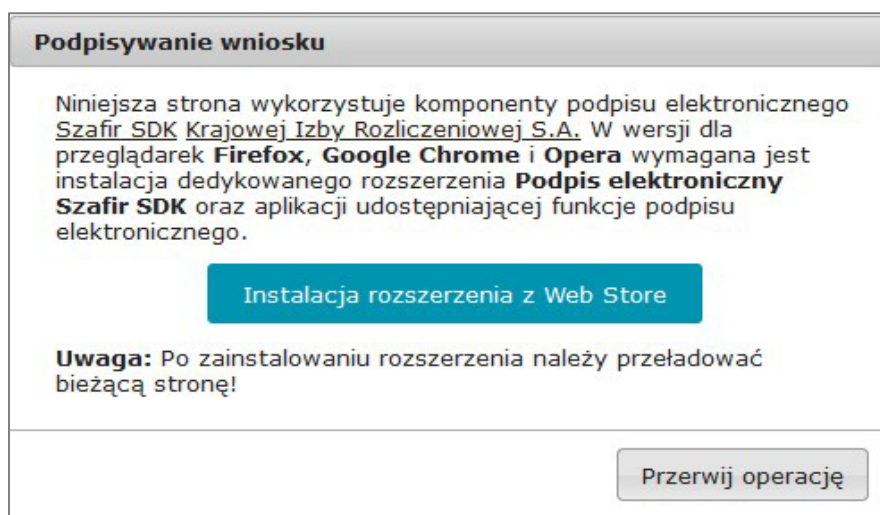 Podpisywanie wniosku
Niniejsza strona wykorzystuje komponenty podpisu elektronicznego
Szafir SDK Krajowej Izby Rozliczeniowej S.A. W wersji dla
przeglądarek Firefox, Google Chrome i Opera wymagana jest
instalacja dedykowanego rozszerzenia Podpis elektroniczny
Szafir SDK oraz aplikacji udostępniającej funkcje podpisu
elektronicznego.
Instalacja rozszerzenia z Web Store
Uwaga: Po zainstalowaniu rozszerzenia należy przeładować
bieżącą stronę!
Przerwij operację